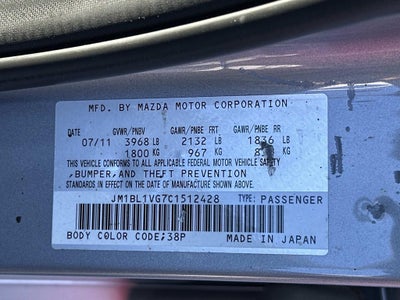 MFD. BY MAZDA MOTOR CORPORATION
GVWR/PNBV GAWR/PNBE FRT GAWR/PNBE RR
07/11 3968 LB 2132 LB 1836 LB
1800 KG 967 KG KG
THIS VEHICLE CONFORMS TO ALL APPLICABLE FEDERAL MOTOR VEHICLE SAFETY,
BUMPER, AND THEFT PREVENTION
STANDARDS IN EFFECT ON THE DATE OF MANUFACTURE SHOWN ABOVE.
JM1BL1VG7C1512428 TYPE: PASSENGER
BODY COLOR CODE;38P MADE IN JAPAN